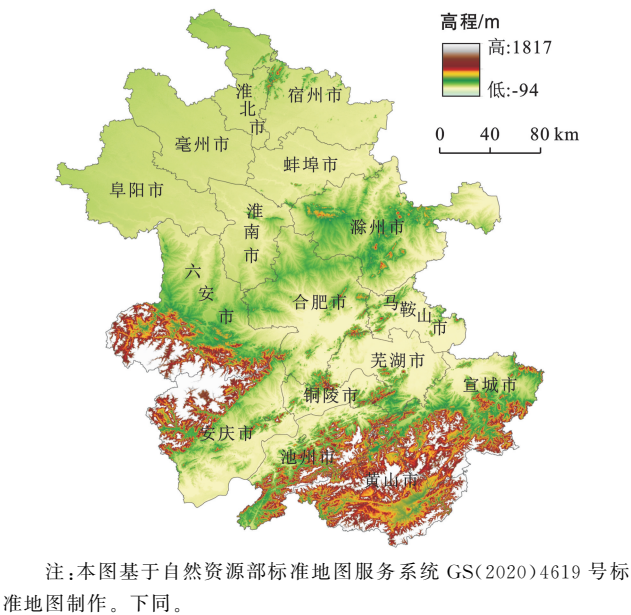 高程/m
高:1817
低:-94
0 40 80 km
淮北市
宿州市
亳州市
蚌埠市
阜阳市
淮南市
滁州市
六安市
合肥市
马鞍山市
芜湖市
宣城市
铜陵市
安庆市
池州市
黄山市
注:本图基于自然资源部标准地图服务系统 GS(2020)4619 号标
准地图制作。下同。